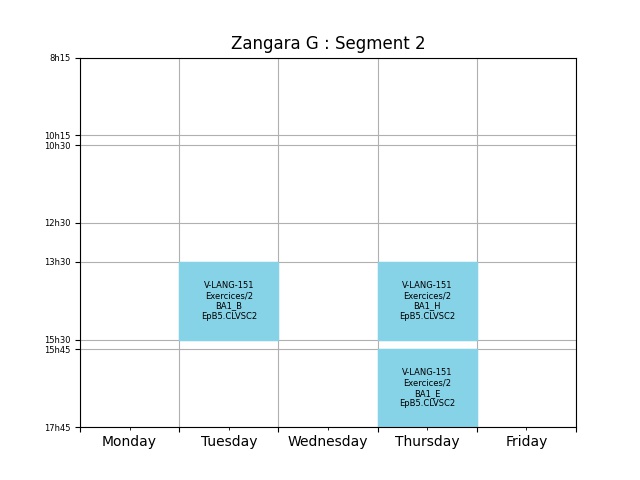 Zangara G : Segment 2
8h15
10h15
10h30
12h30
13h30
15h30
15h45
17h45
V-LANG-151
Exercices/2
BA1_B
EpB5.CLVSC2
V-LANG-151
Exercices/2
BA1_H
EpB5.CLVSC2
V-LANG-151
Exercices/2
BA1_E
EpB5.CLVSC2
Monday
Tuesday
Wednesday
Thursday
Friday